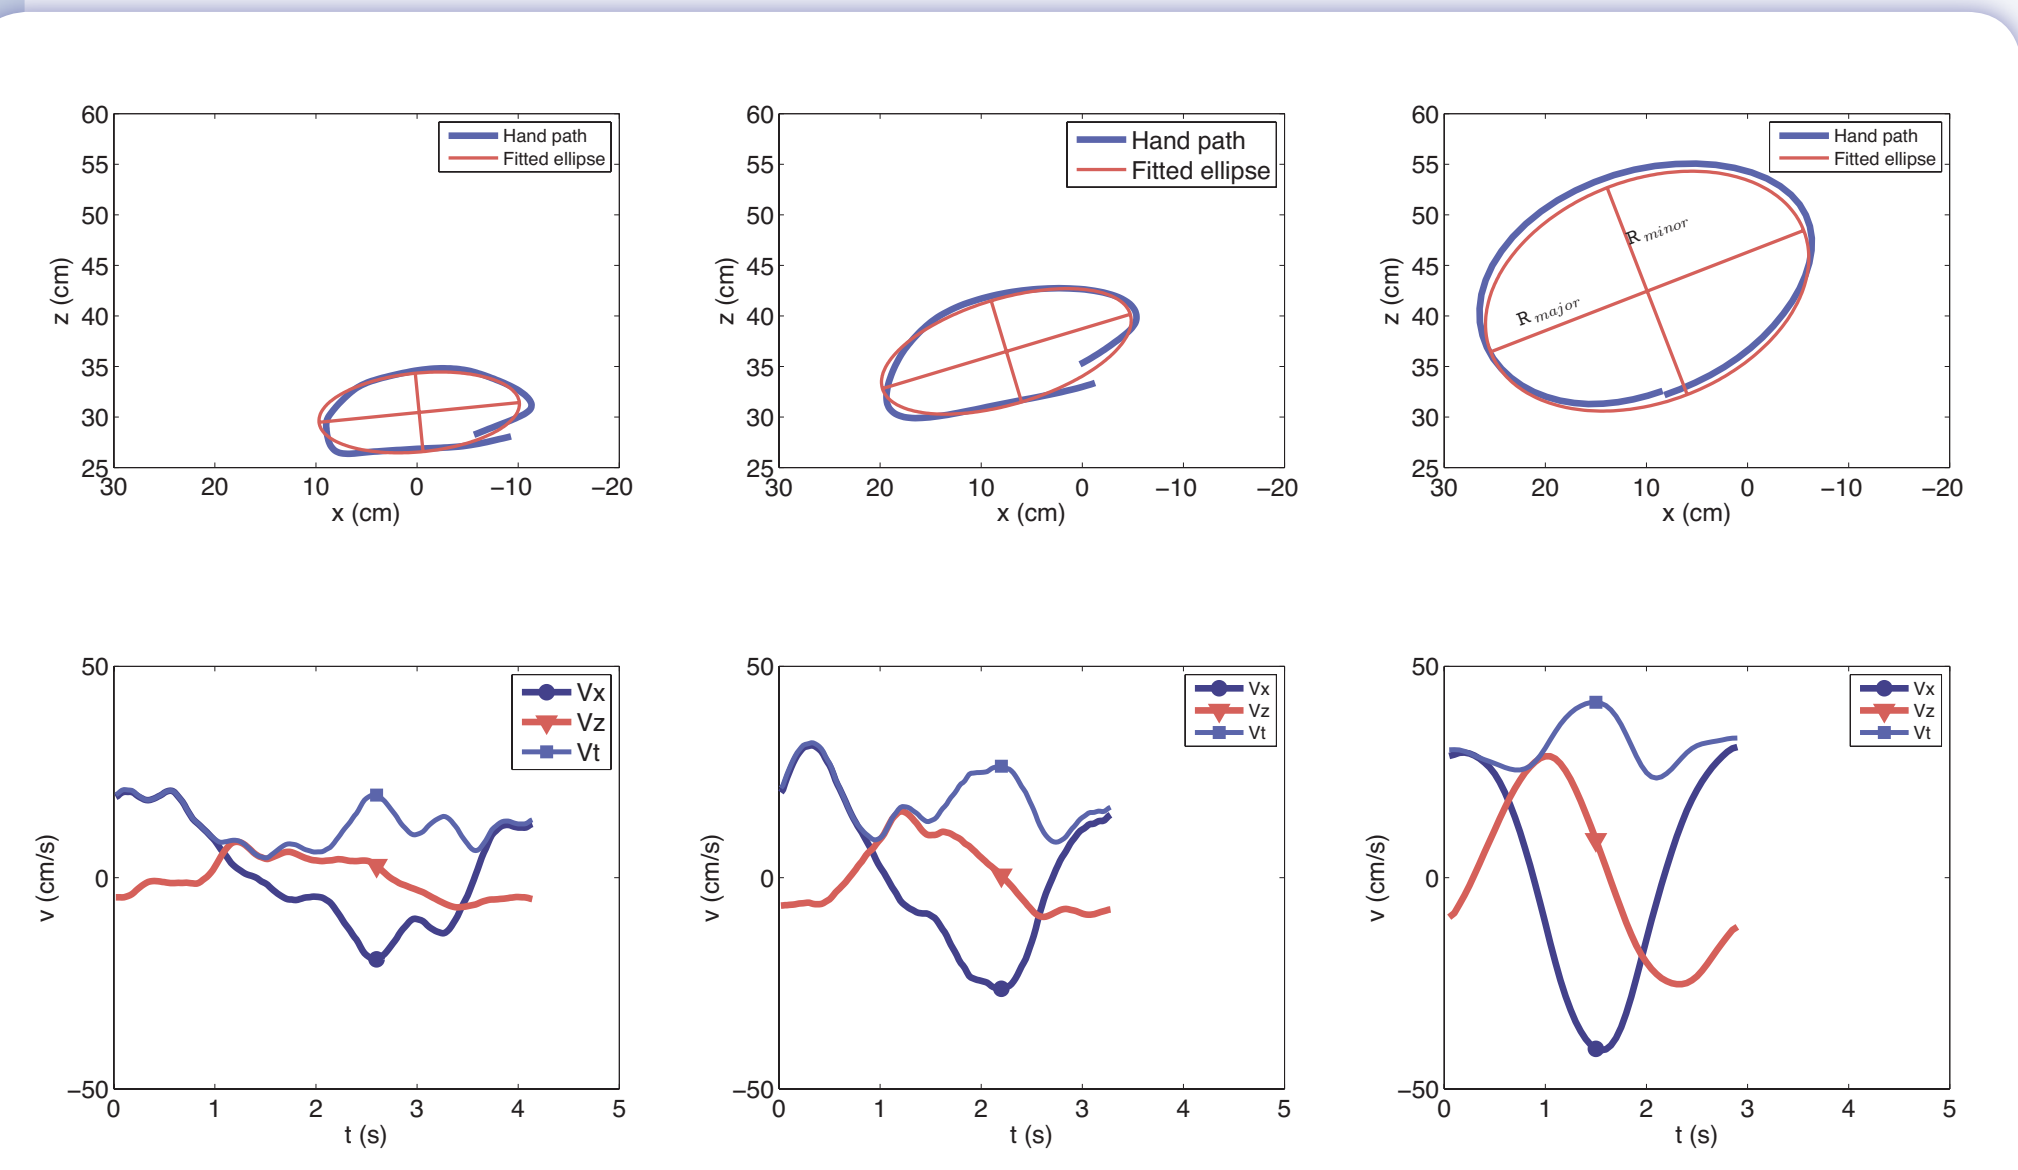 60
55
50
45
40
35
30
25
z (cm)
30 20 10 0 −10 −20
x (cm)
Hand path
Fitted ellipse
60
55
50
45
40
35
30
25
z (cm)
30 20 10 0 −10 −20
x (cm)
Hand path
Fitted ellipse
60
55
50
45
40
35
30
25
z (cm)
30 20 10 0 −10 −20
x (cm)
Hand path
Fitted ellipse
R minor
R major
50
0
−50
v (cm/s)
0 1 2 3 4 5
t (s)
Vx
Vz
Vt
50
0
−50
v (cm/s)
0 1 2 3 4 5
t (s)
Vx
Vz
Vt
50
0
−50
v (cm/s)
0 1 2 3 4 5
t (s)
Vx
Vz
Vt